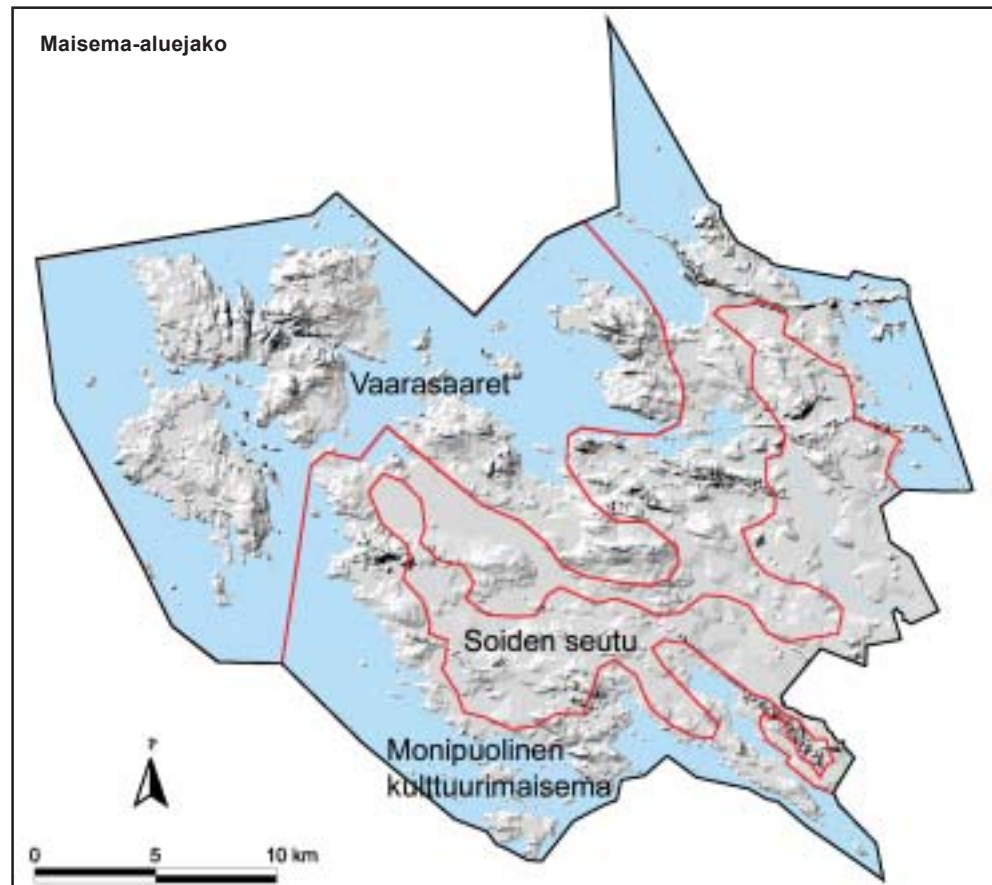 Maisema-aluejako
Vaarasaaret
Soiden seutu
Monipuolinen
kulttuurimaisema
0 5 10 km